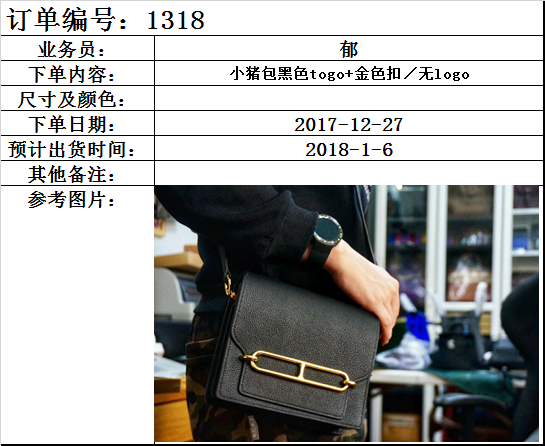 订单编号：1318
业务员： 郁
下单内容： 小猪包黑色togo+金色扣／无logo
尺寸及颜色：
下单日期： 2017-12-27
预计出货时间： 2018-1-6
其他备注：
参考图片：